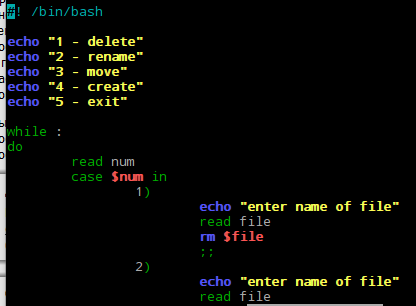 #! /bin/bash
echo "1 - delete"
echo "2 - rename"
echo "3 - move"
echo "4 - create"
echo "5 - exit"
while :
do
read num
case $num in
1)
echo "enter name of file"
read file
rm $file
;;
2)
echo "enter name of file"
read file